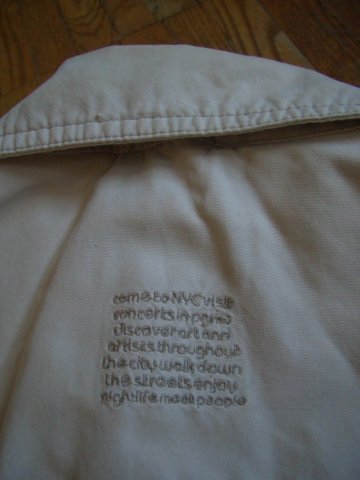 come to NYC visit
concerts in
discover art and
artists throughout
the city walk down
the streets enjoy
nightlife meet people